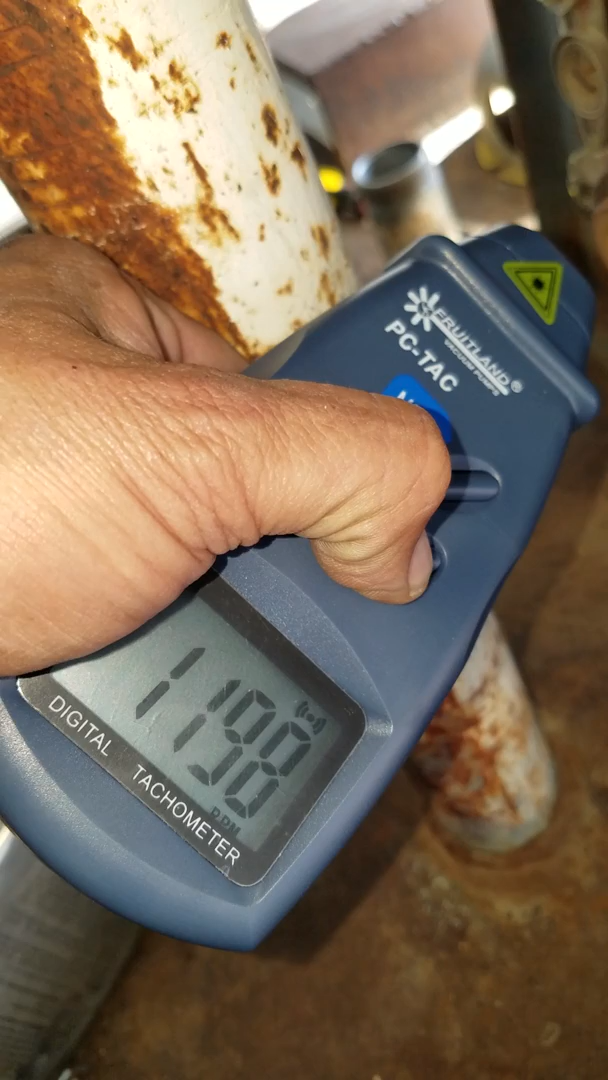 FRUITLAND®
VACUUM PUMPS
PC-TAC
1198
RPM
DIGITAL TACHOMETER